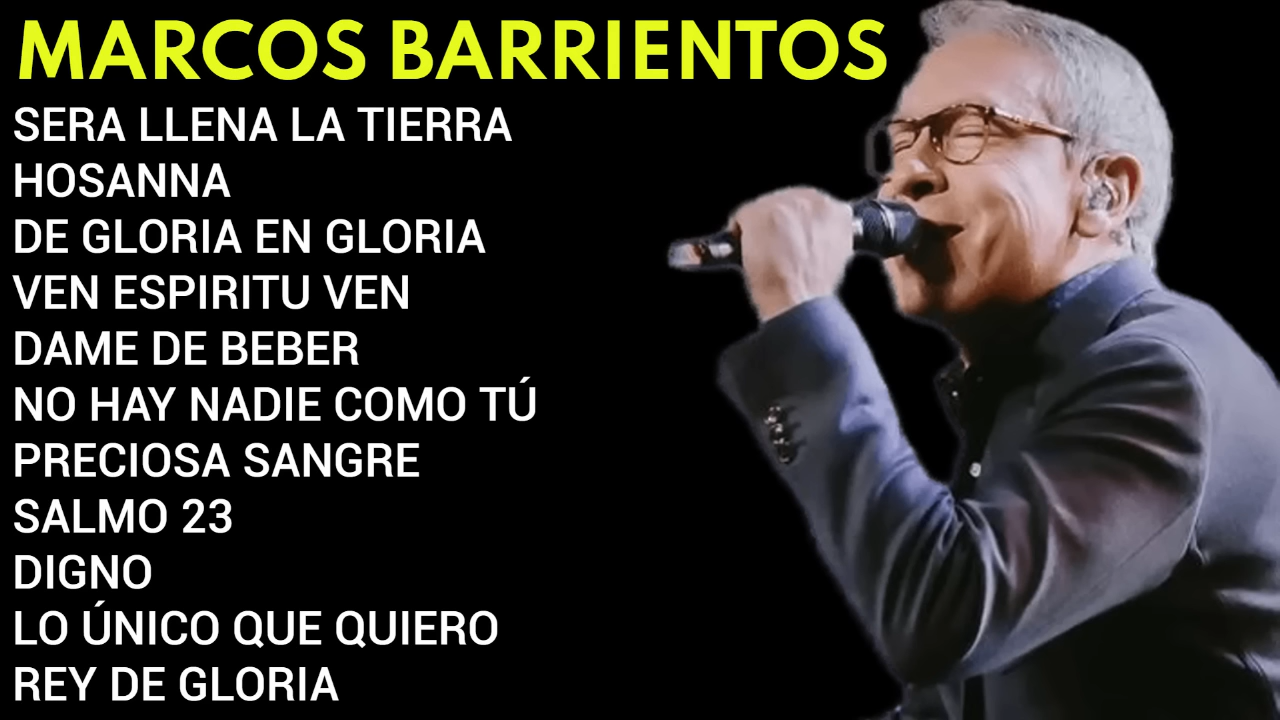 MARCOS BARRIENTOS
SERA LLENA LA TIERRA
HOSANNA
DE GLORIA EN GLORIA
VEN ESPIRITU VEN
DAME DE BEBER
NO HAY NADIE COMO TÚ
PRECIOSA SANGRE
SALMO 23
DIGNO
LO ÚNICO QUE QUIERO
REY DE GLORIA